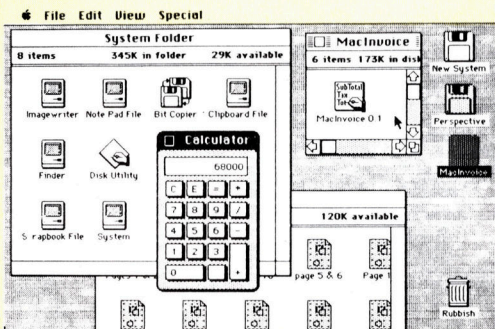 File Edit View Special
System Folder
8 items 345K in folder 29K available
Imagewriter Note Pad File Bit Copier Clipboard File
Finder Disk Utility
S rapbook File System
Calculator
68000
C E = *
7 8 9 /
4 5 6 -
1 2 3 +
0 .
MacInvoice
6 items 173K in disk
SubTotal
Tax
Tot
MacInvoice 0.1
New System
Perspective
MacInvoice
120K available
page 5 & 6 Page 1
Rubbish